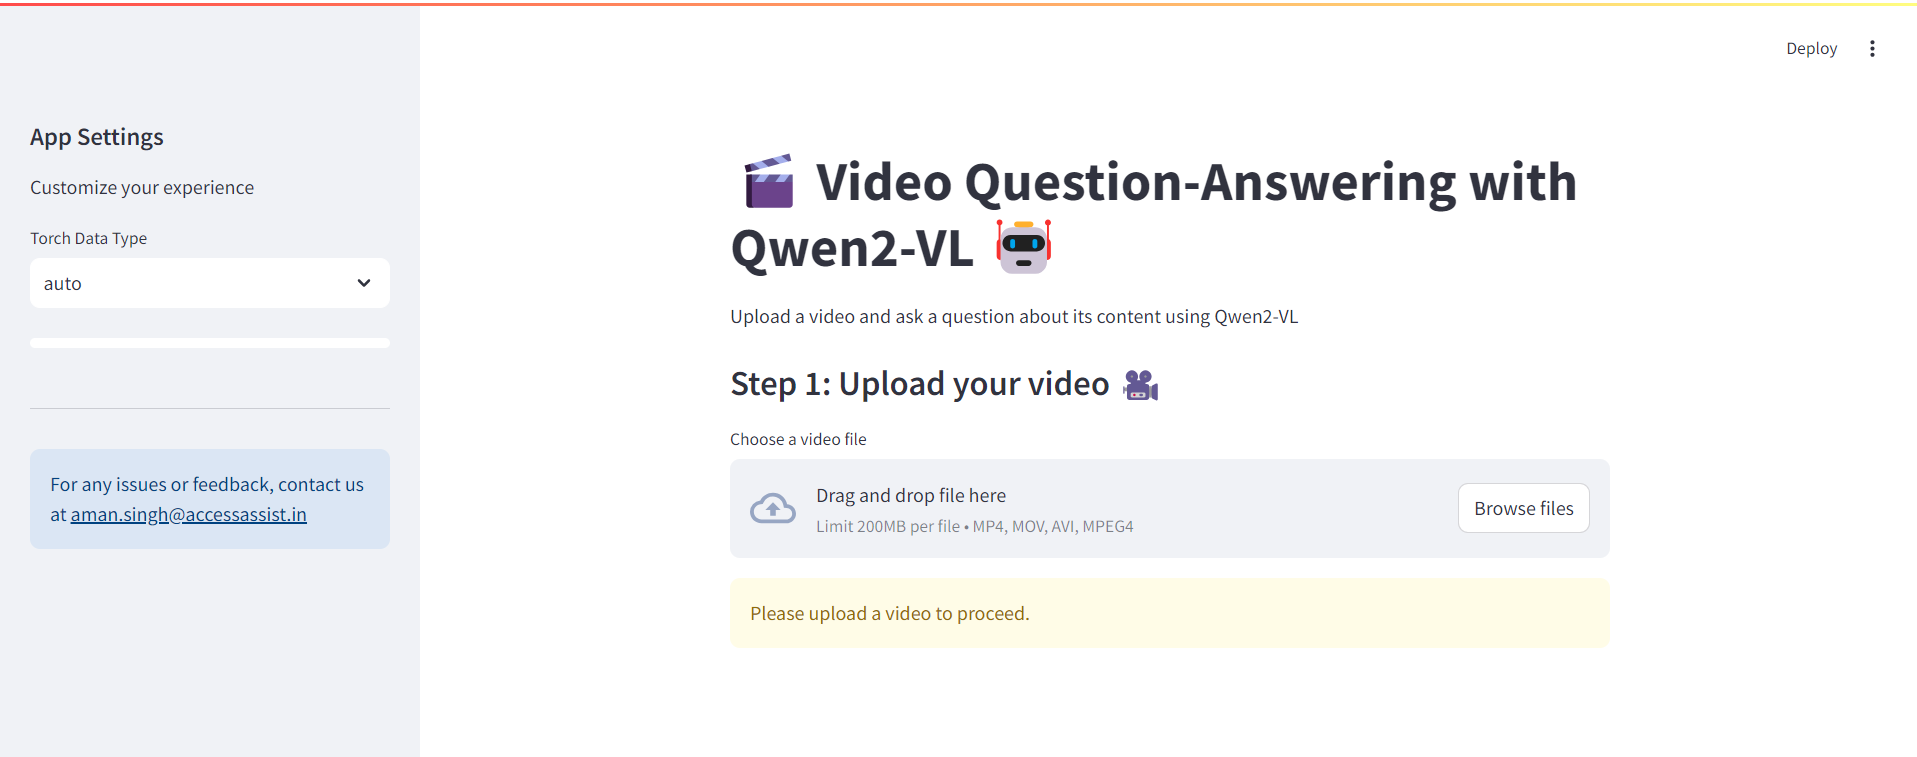 Deploy
App Settings
Customize your experience
Torch Data Type
auto
For any issues or feedback, contact us
at aman.singh@accessassist.in
Video Question-Answering with
Qwen2-VL
Upload a video and ask a question about its content using Qwen2-VL
Step 1: Upload your video
Choose a video file
Drag and drop file here
Limit 200MB per file • MP4, MOV, AVI, MPEG4
Browse files
Please upload a video to proceed.